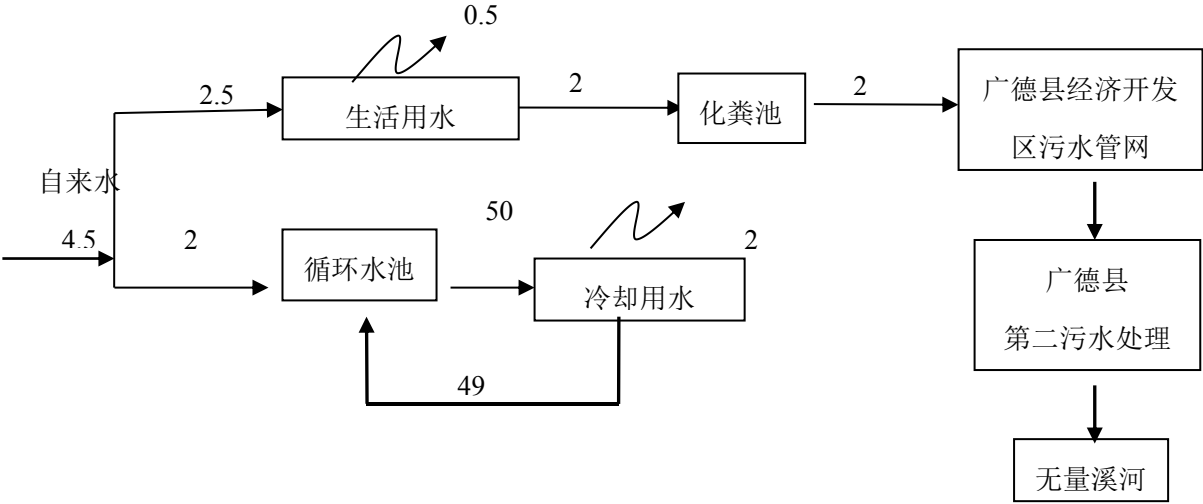 0.5
2.5
生活用水
2
化粪池
2
广德县经济开发
区污水管网
自来水
4.5
2
循环水池
50
冷却用水
2
49
广德县
第二污水处理
无量溪河